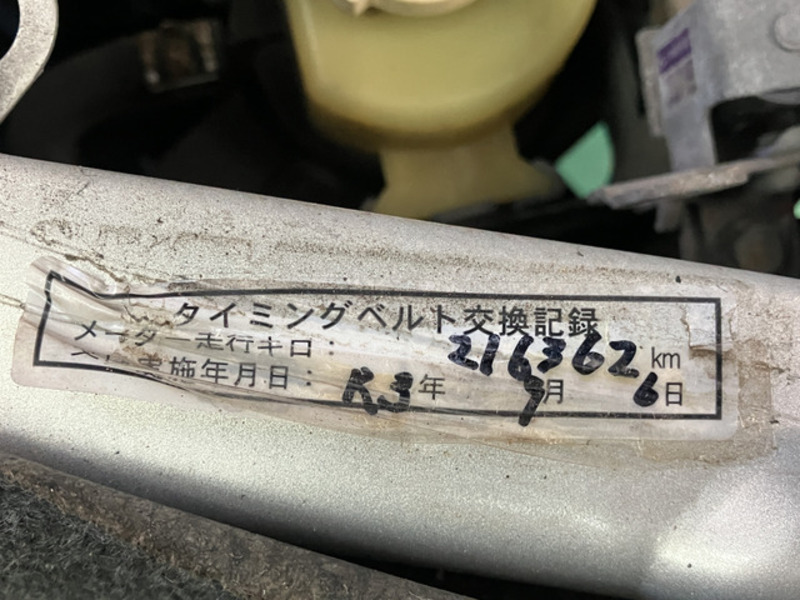 タイミングベルト交換記録
メーター走行キロ: 216362 km
実施年月日: R.3年 9月 6日